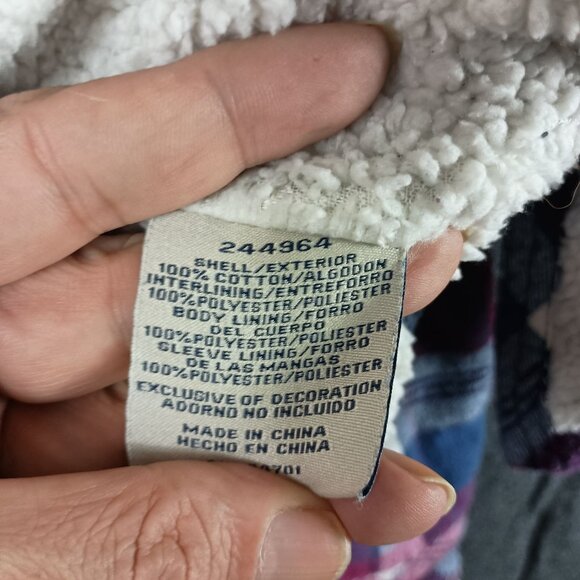 244964
SHELL/EXTERIOR
100% COTTON/ALGODON
INTERLINING/ENTREFORRO
100%POLYESTER/POLIESTER
BODY LINING/FORRO
DEL CUERPO
100%POLYESTER/POLIESTER
SLEEVE LINING/FORRO
DE LAS MANGAS
100%POLYESTER/POLIESTER
EXCLUSIVE OF DECORATION
ADORNO NO INCLUIDO
MADE IN CHINA
HECHO EN CHINA